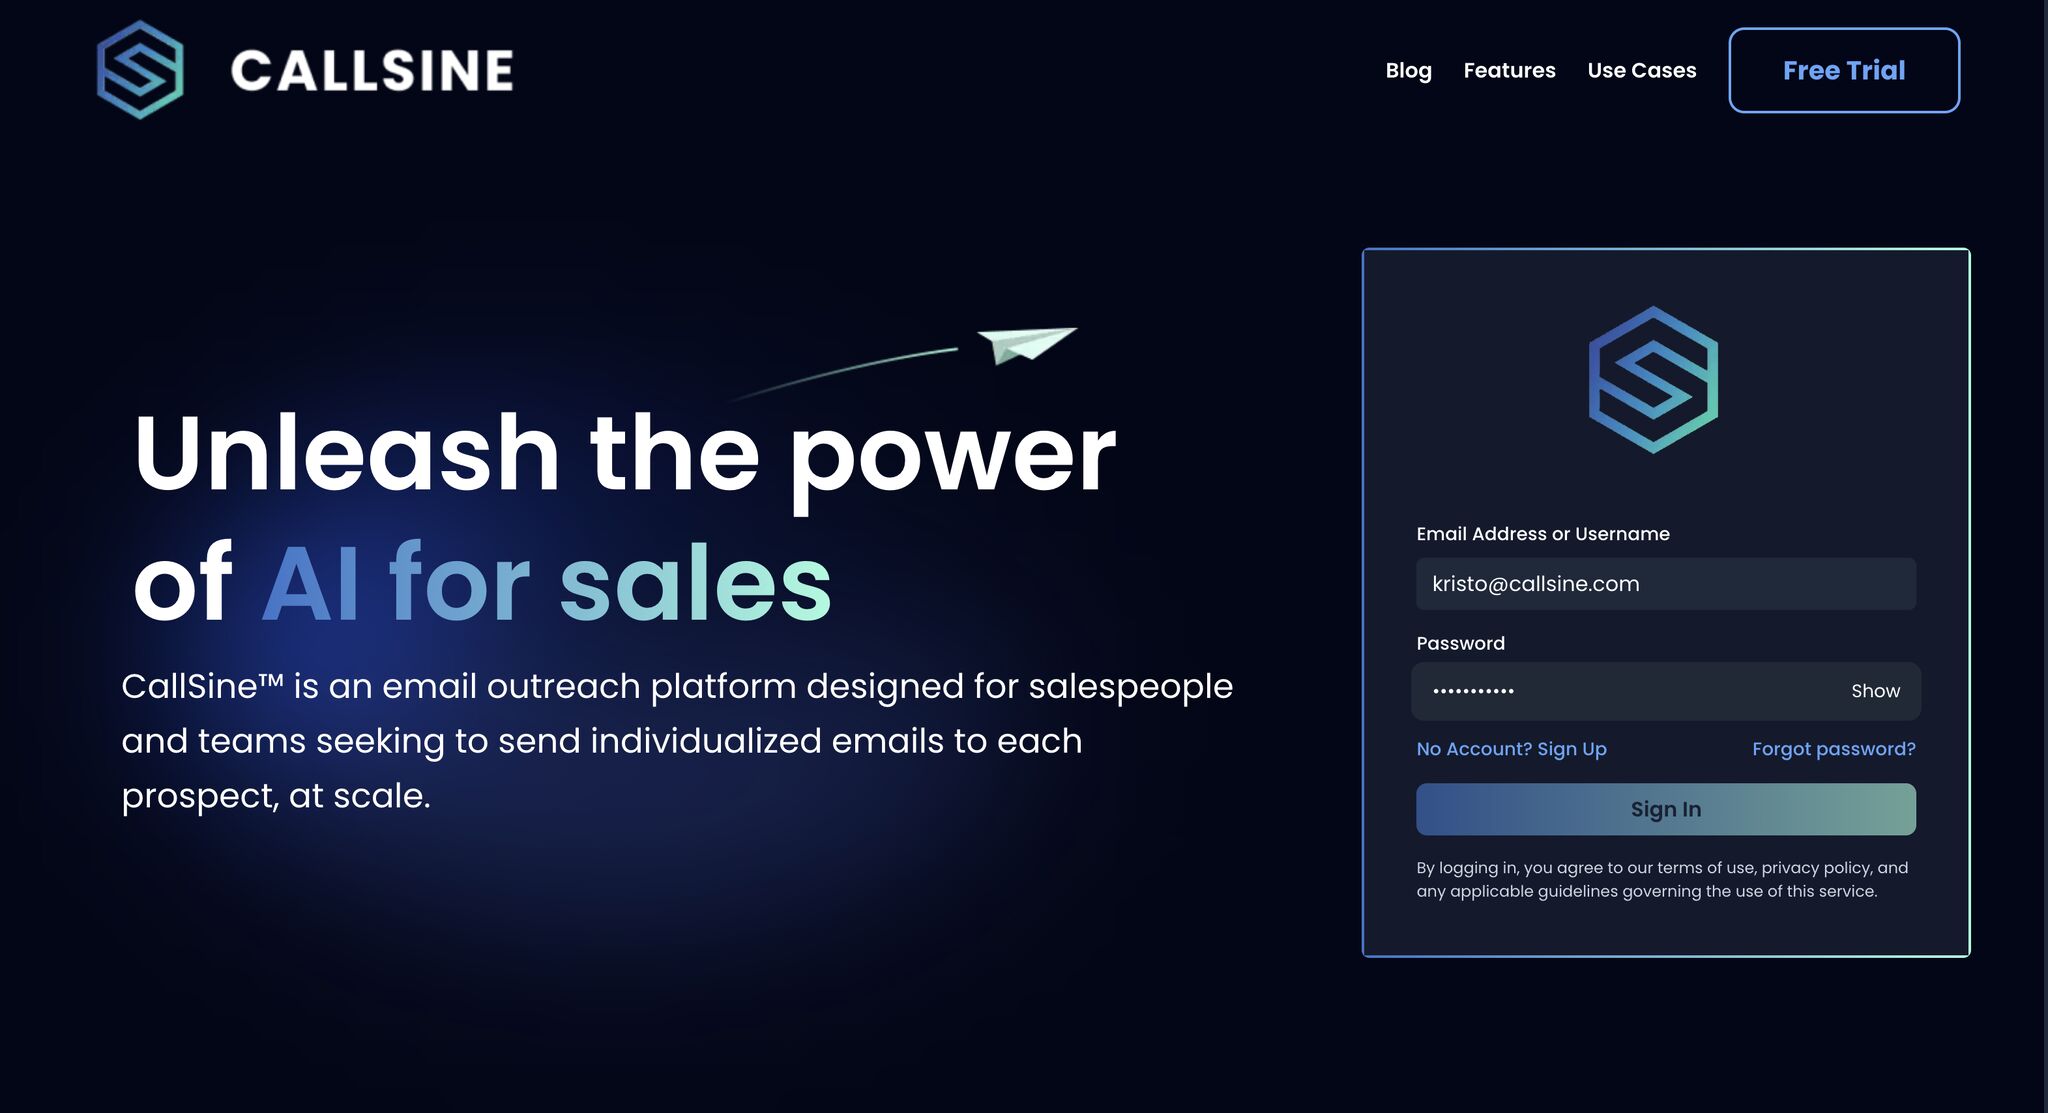 CALLSINE
Blog
Features
Use Cases
Free Trial
Unleash the power
of AI for sales
CallSine™ is an email outreach platform designed for salespeople
and teams seeking to send individualized emails to each
prospect, at scale.
Email Address or Username
kristo@callsine.com
Password
•••••••••••
Show
No Account? Sign Up
Forgot password?
Sign In
By logging in, you agree to our terms of use, privacy policy, and
any applicable guidelines governing the use of this service.